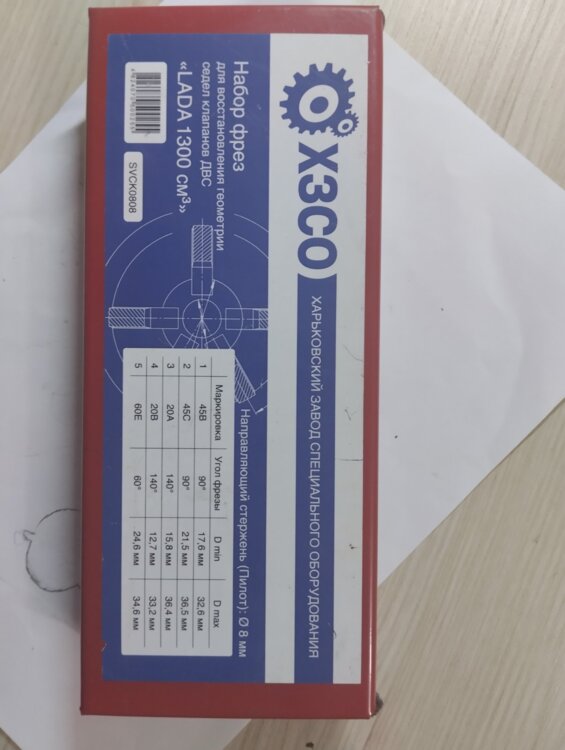 ХЗСО
ХАРЬКОВСКИЙ ЗАВОД СПЕЦИАЛЬНОГО ОБОРУДОВАНИЯ
Набор фрез
для восстановления геометрии
седел клапанов ДВС
«LADA 1300 см³»
SVCK0808
Направляющий стержень (Пилот): Ø 8 мм
Маркировка Угол фрезы D min D max
1 45B 90° 17,6 мм 32,6 мм
2 45C 90° 21,5 мм 36,5 мм
3 20A 140° 15,8 мм 36,4 мм
4 20B 140° 12,7 мм 33,2 мм
5 60E 60° 24,6 мм 34,6 мм